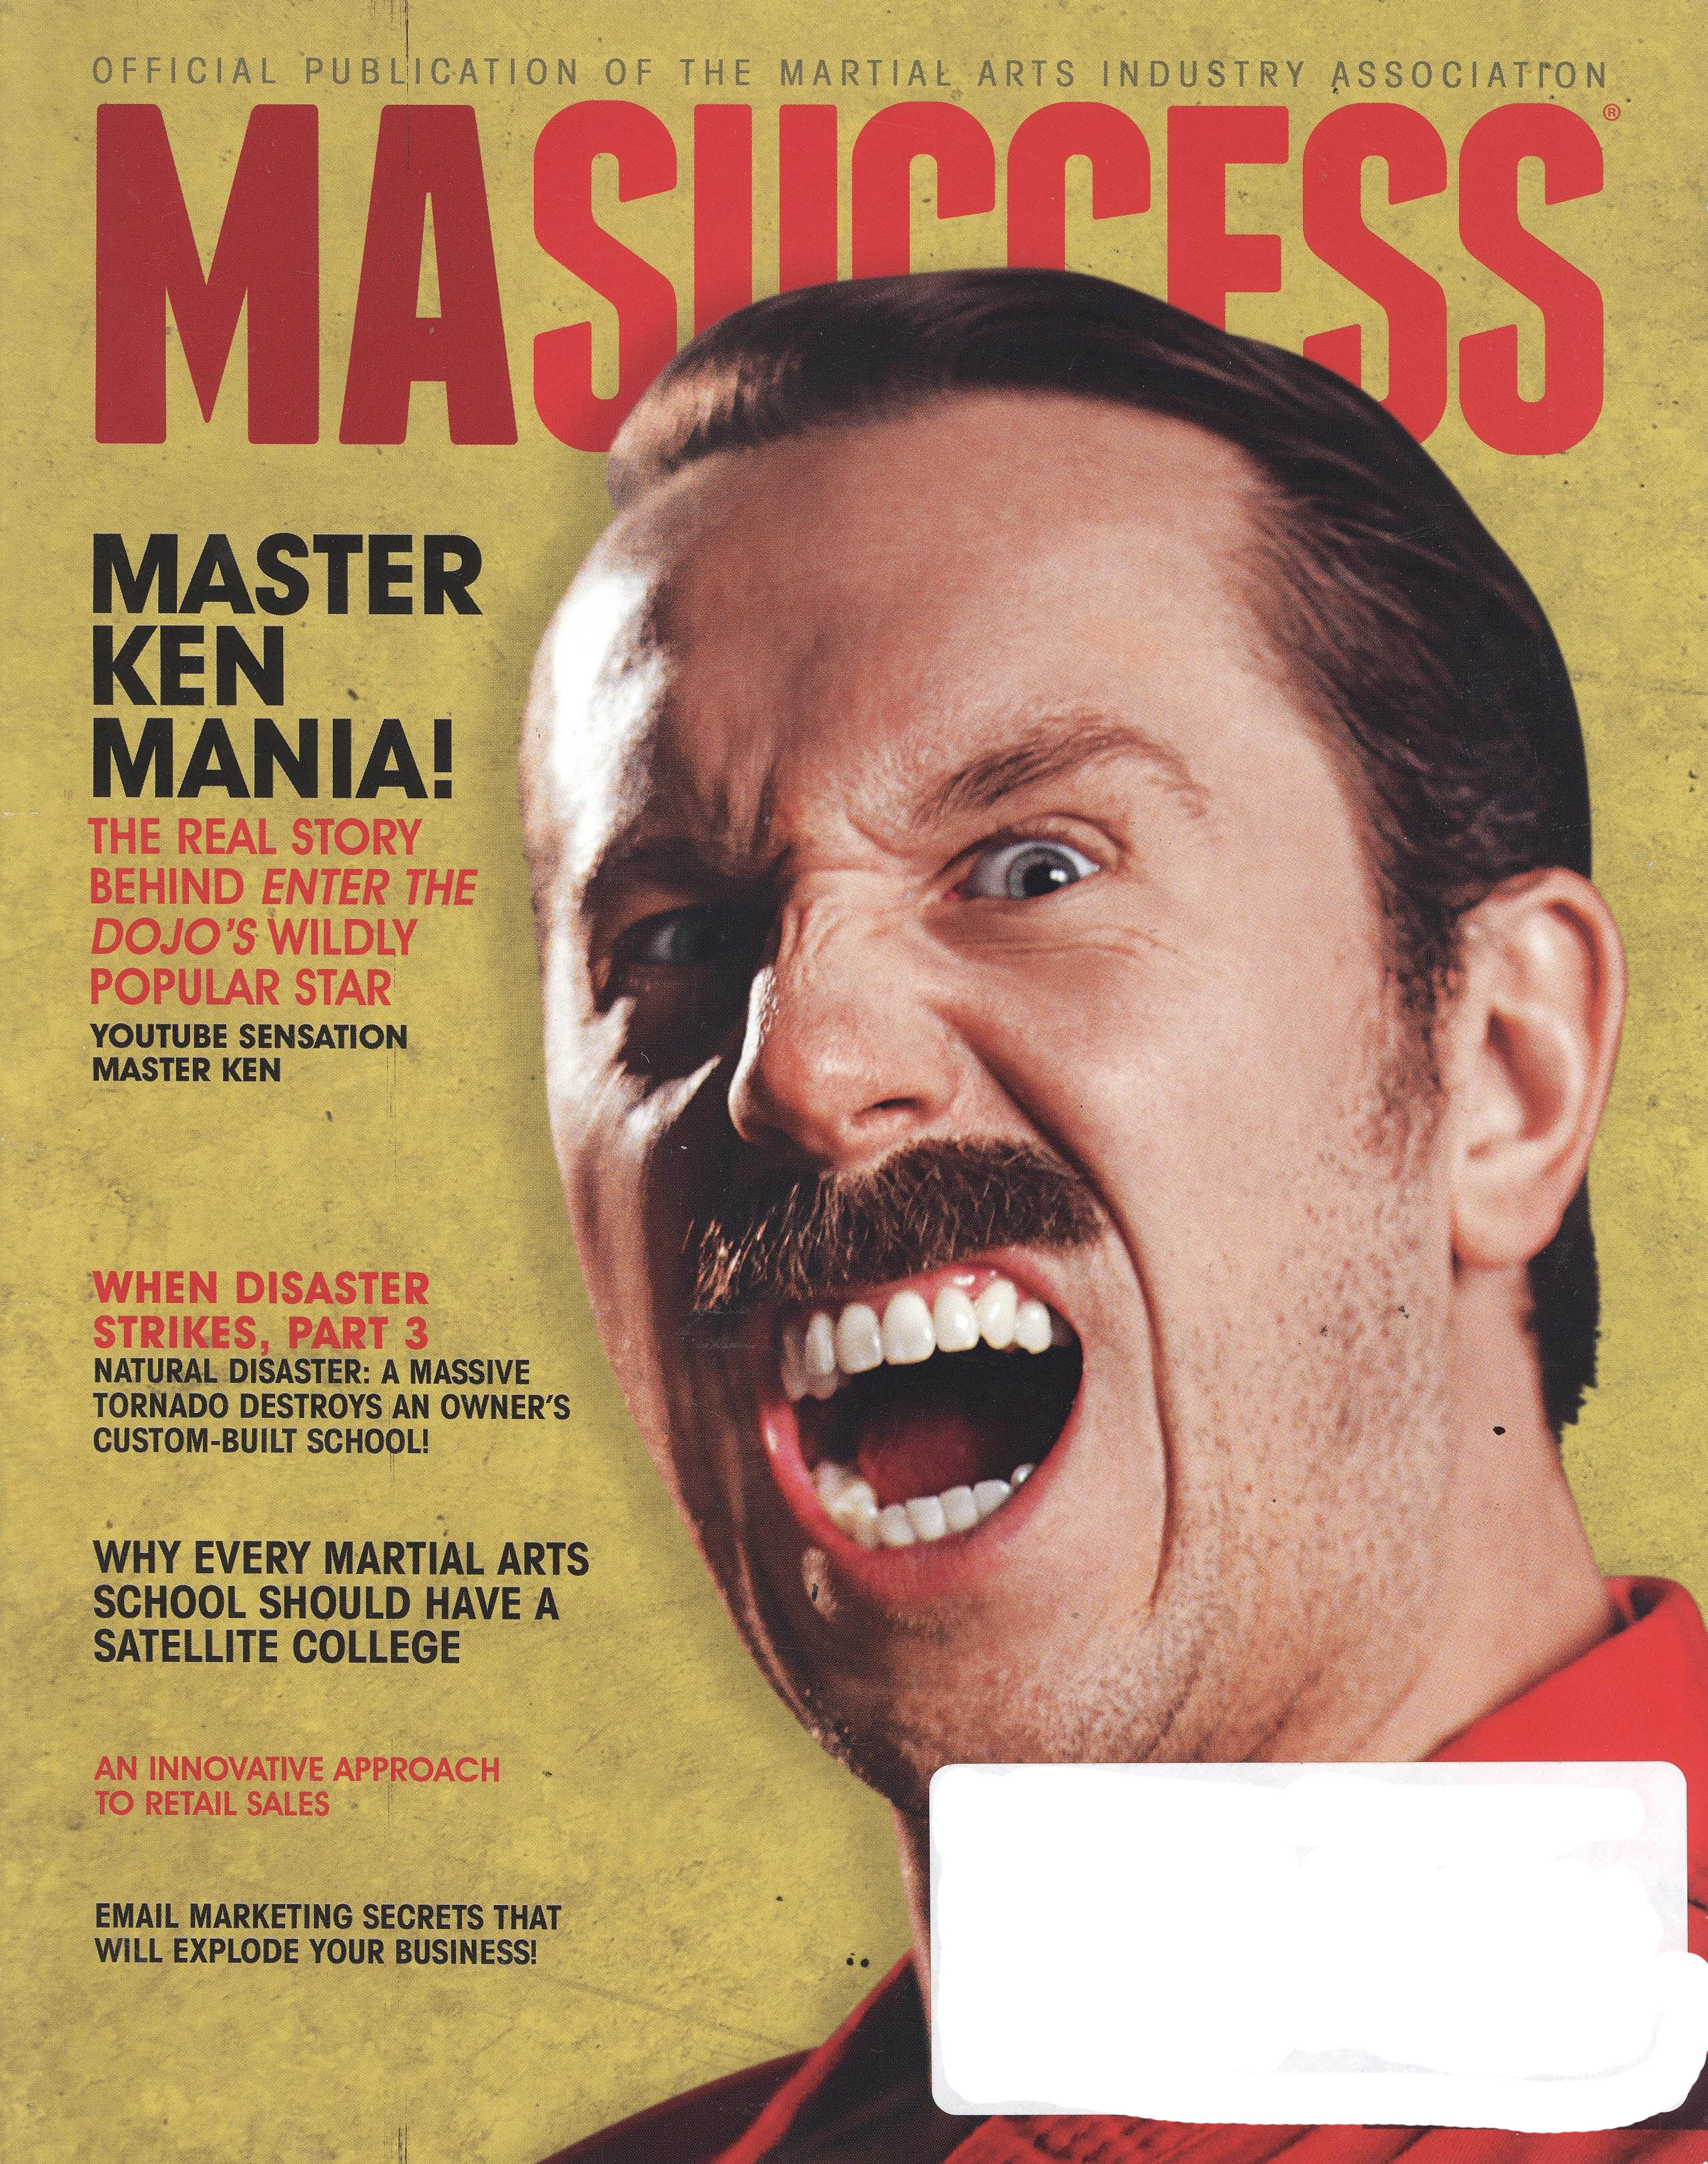 OFFICIAL PUBLICATION OF THE MARTIAL ARTS INDUSTRY ASSOCIATION
MASUCCESS®
MASTER
KEN
MANIA!
THE REAL STORY
BEHIND ENTER THE
DOJO'S WILDLY
POPULAR STAR
YOUTUBE SENSATION
MASTER KEN
WHEN DISASTER
STRIKES, PART 3
NATURAL DISASTER: A MASSIVE
TORNADO DESTROYS AN OWNER'S
CUSTOM-BUILT SCHOOL!
WHY EVERY MARTIAL ARTS
SCHOOL SHOULD HAVE A
SATELLITE COLLEGE
AN INNOVATIVE APPROACH
TO RETAIL SALES
EMAIL MARKETING SECRETS THAT
WILL EXPLODE YOUR BUSINESS!